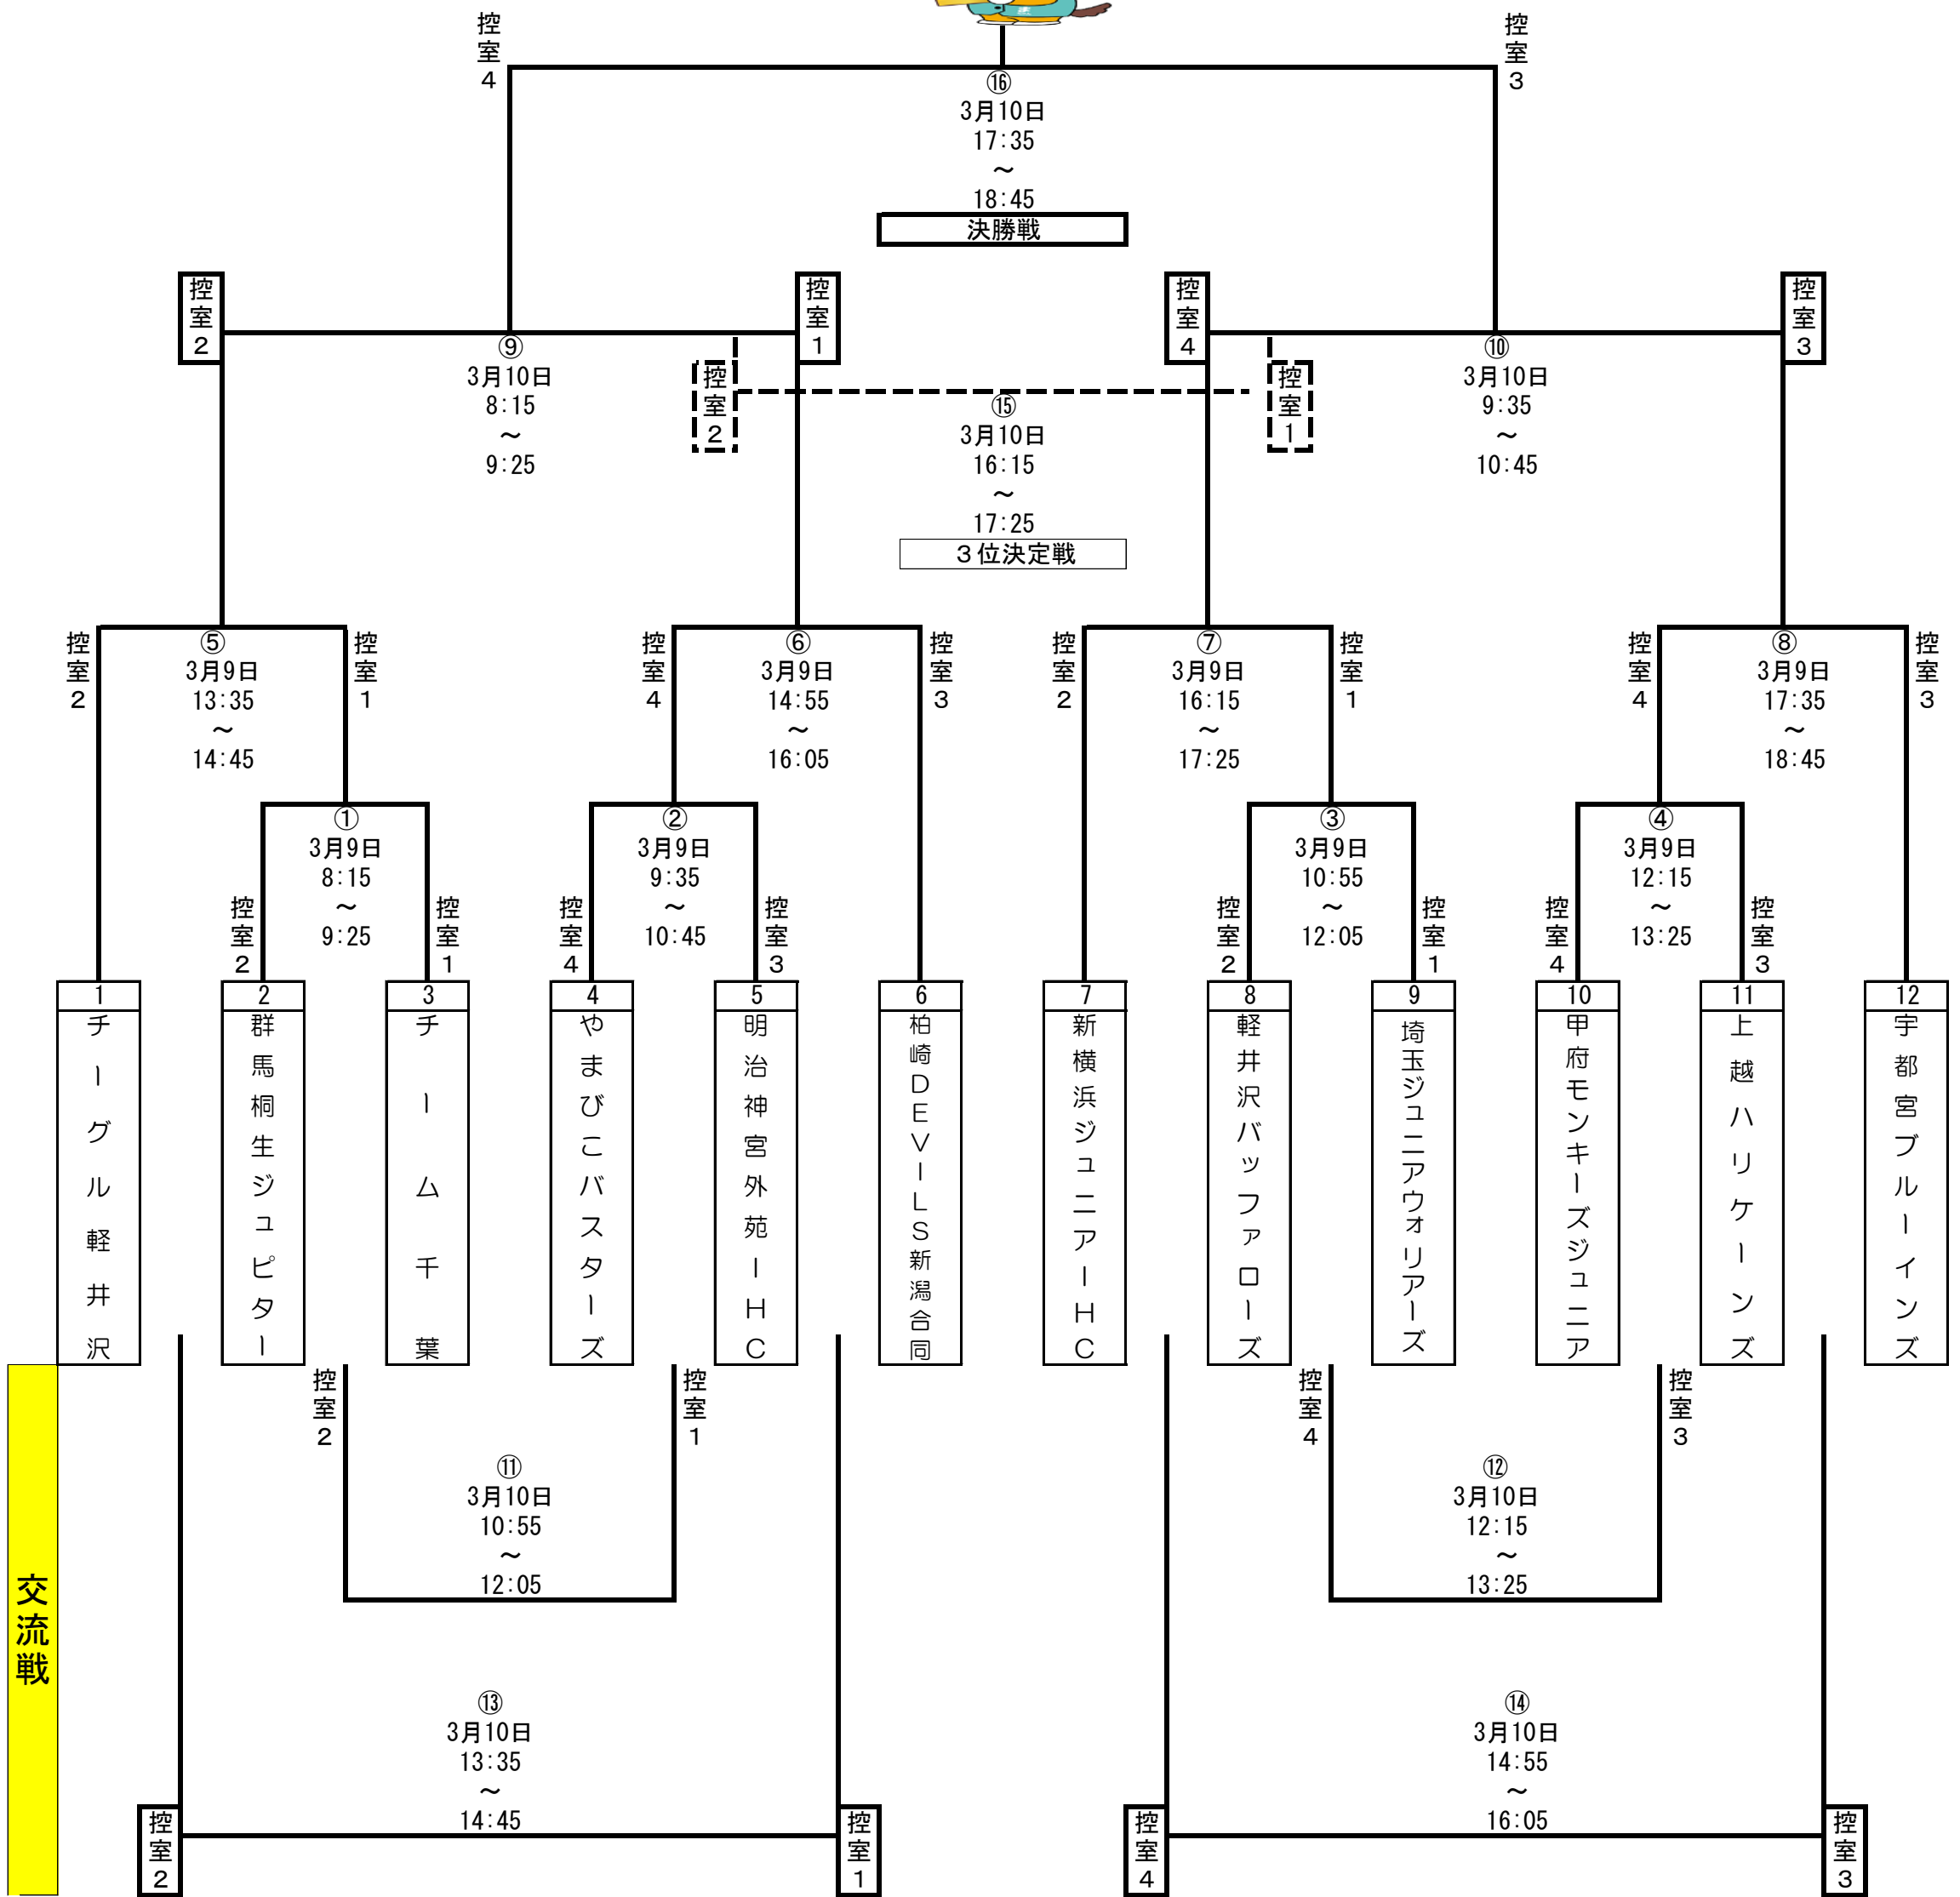 控室4
控室3
⑯
3月10日
17:35
～
18:45
決勝戦
控室2
控室1
控室4
控室3
⑨
3月10日
8:15
～
9:25
控室2
⑮
3月10日
16:15
～
17:25
3位決定戦
控室1
⑩
3月10日
9:35
～
10:45
控室2
⑤
3月9日
13:35
～
14:45
控室1
控室4
⑥
3月9日
14:55
～
16:05
控室3
控室2
⑦
3月9日
16:15
～
17:25
控室1
控室4
⑧
3月9日
17:35
～
18:45
控室3
控室2
①
3月9日
8:15
～
9:25
控室1
控室4
②
3月9日
9:35
～
10:45
控室3
控室2
③
3月9日
10:55
～
12:05
控室1
控室4
④
3月9日
12:15
～
13:25
控室3
1
チーグル軽井沢
2
群馬桐生ジュピター
3
チーム千葉
4
やまびこバスターズ
5
明治神宮外苑IHC
6
柏崎DEVILS新潟合同
7
新横浜ジュニアIHC
8
軽井沢バッファローズ
9
埼玉ジュニアウォリアーズ
10
甲府モンキーズジュニア
11
上越ハリケーンズ
12
宇都宮ブルーインズ
交流戦
控室2
⑪
3月10日
10:55
～
12:05
控室1
控室4
⑫
3月10日
12:15
～
13:25
控室3
控室2
⑬
3月10日
13:35
～
14:45
控室1
控室4
⑭
3月10日
14:55
～
16:05
控室3